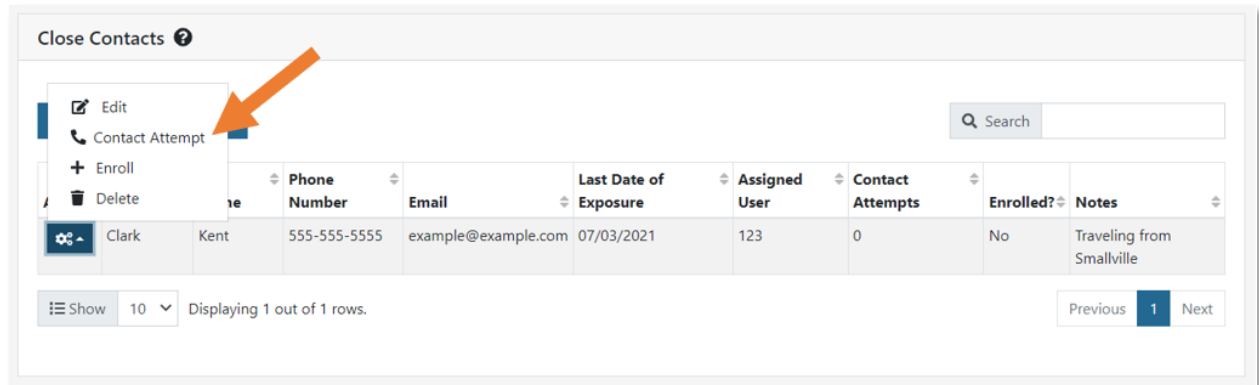 Close Contacts
Edit
Contact Attempt
Search
Enroll
Delete
Phone Number
Email
Last Date of Exposure
Assigned User
Contact Attempts
Enrolled?
Notes
Clark Kent 555-555-5555 example@example.com 07/03/2021 123 0 No Traveling from
Smallville
Show 10 Displaying 1 out of 1 rows. Previous 1 Next